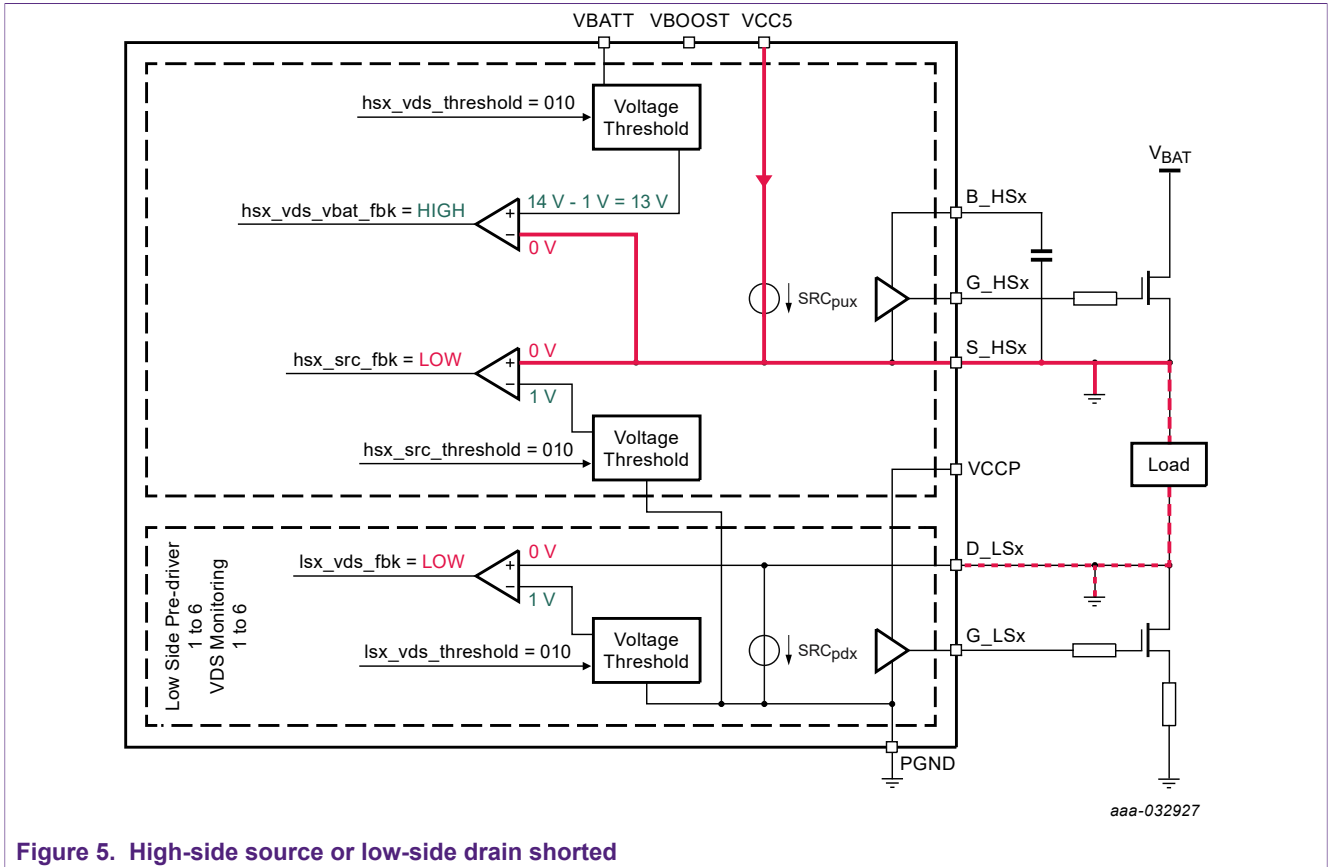 VBATT VBOOST VCC5
hsx_vds_threshold = 010
Voltage
Threshold
VBAT
B_HSx
14 V - 1 V = 13 V
hsx_vds_vbat_fbk = HIGH
+
−
0 V
SRCpux
G_HSx
S_HSx
0 V
hsx_src_fbk = LOW
+
−
1 V
Voltage
Threshold
hsx_src_threshold = 010
Load
VCCP
Low Side Pre-driver
1 to 6
VDS Monitoring
1 to 6
0 V
D_LSx
lsx_vds_fbk = LOW
+
−
1 V
Voltage
Threshold
lsx_vds_threshold = 010
SRCpdx
G_LSx
PGND
aaa-032927
Figure 5. High-side source or low-side drain shorted